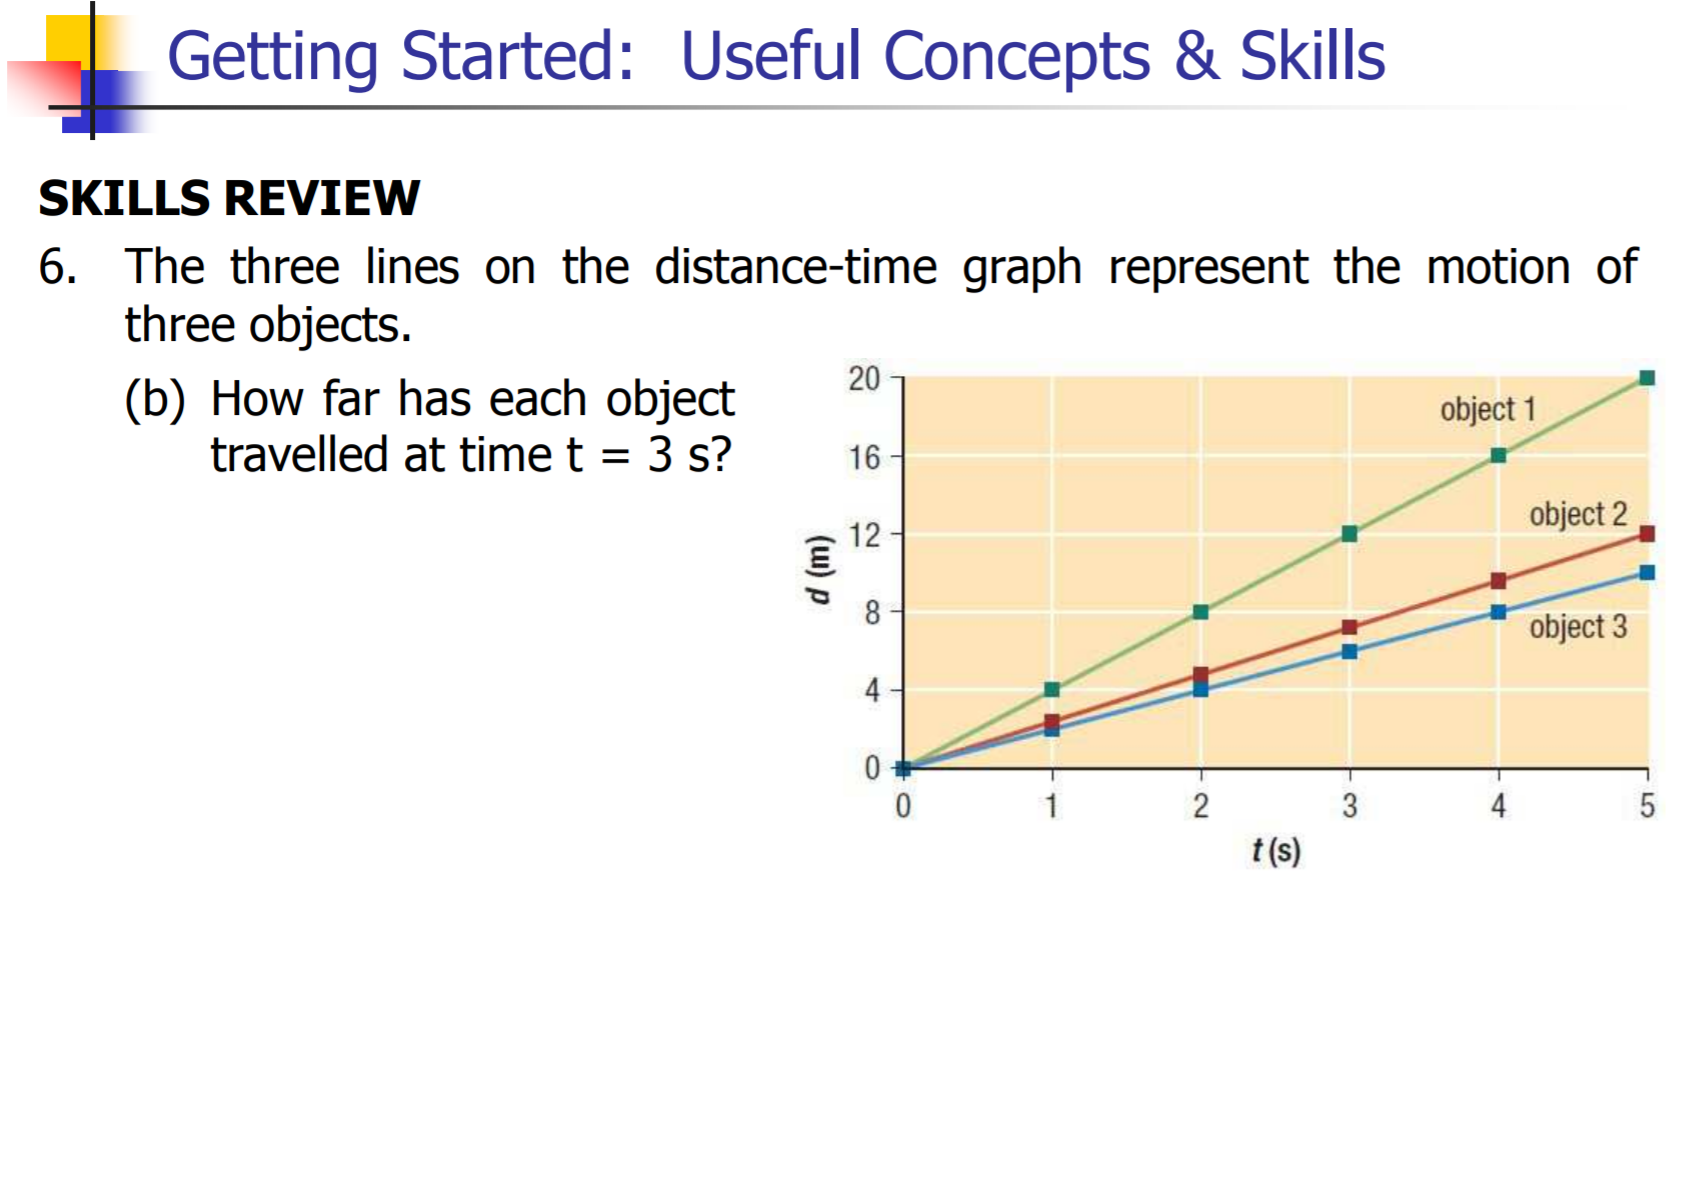 Getting Started: Useful Concepts & Skills
SKILLS REVIEW
6. The three lines on the distance-time graph represent the motion of
three objects.
(b) How far has each object
travelled at time t = 3 s?
20
16
12
8
4
0
d (m)
object 1
object 2
object 3
0 1 2 3 4 5
t (s)